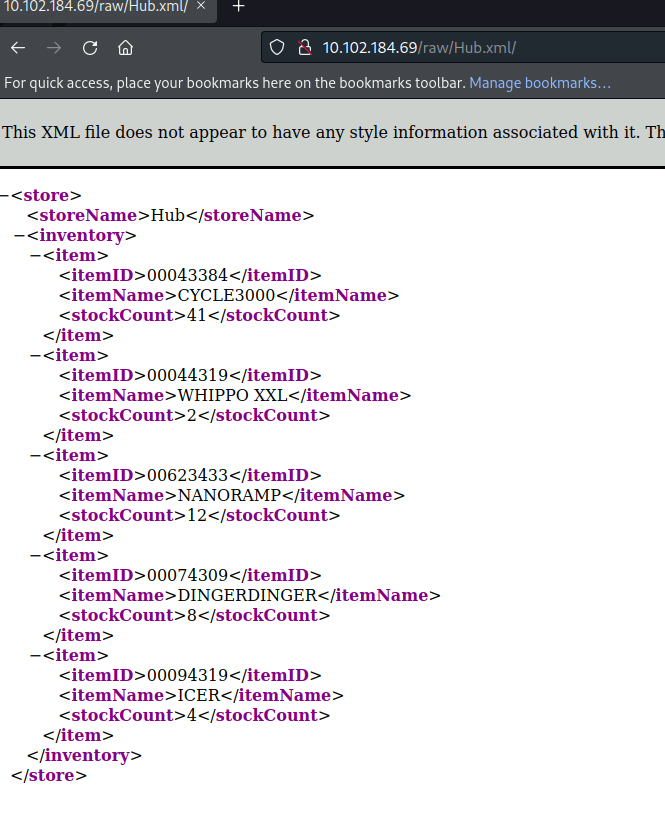 10.102.184.69/raw/Hub.xml/ × +
10.102.184.69/raw/Hub.xml/
For quick access, place your bookmarks here on the bookmarks toolbar. Manage bookmarks…
This XML file does not appear to have any style information associated with it. Th
−<store>
<storeName>Hub</storeName>
−<inventory>
−<item>
<itemID>00043384</itemID>
<itemName>CYCLE3000</itemName>
<stockCount>41</stockCount>
</item>
−<item>
<itemID>00044319</itemID>
<itemName>WHIPPO XXL</itemName>
<stockCount>2</stockCount>
</item>
−<item>
<itemID>00623433</itemID>
<itemName>NANORAMP</itemName>
<stockCount>12</stockCount>
</item>
−<item>
<itemID>00074309</itemID>
<itemName>DINGERDINGER</itemName>
<stockCount>8</stockCount>
</item>
−<item>
<itemID>00094319</itemID>
<itemName>ICER</itemName>
<stockCount>4</stockCount>
</item>
</inventory>
</store>